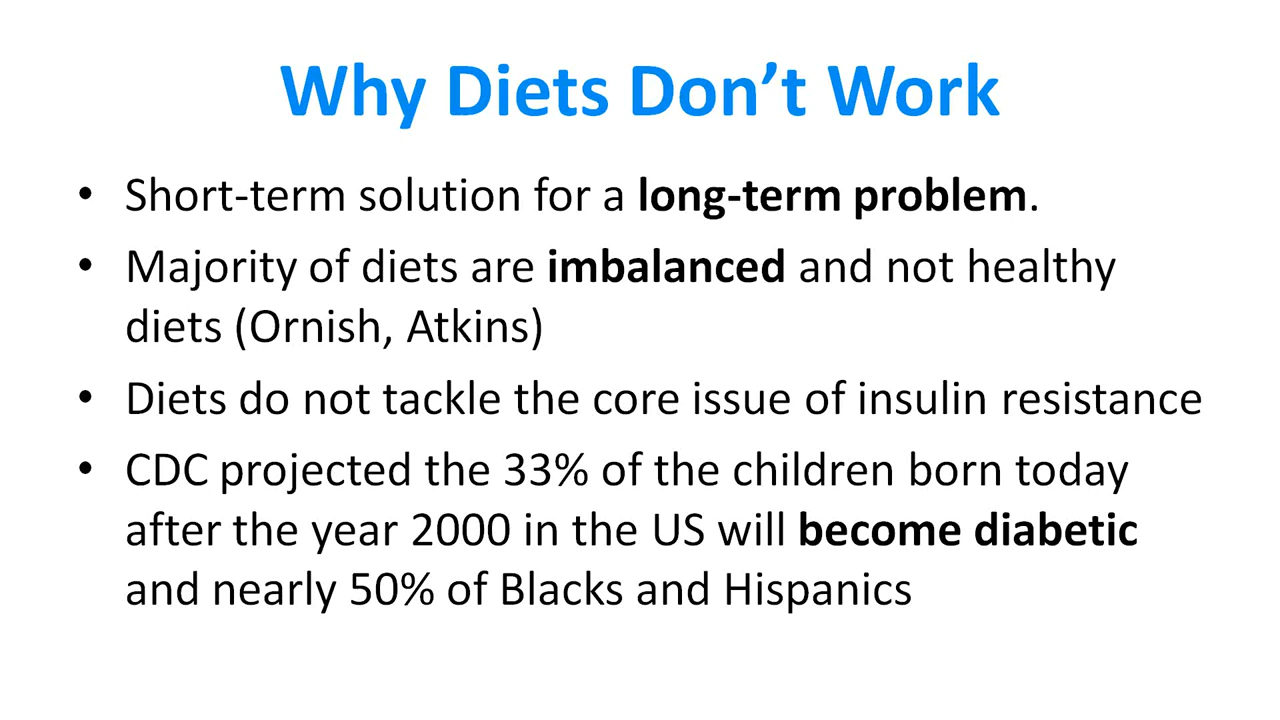 Why Diets Don’t Work
• Short-term solution for a long-term problem.
• Majority of diets are imbalanced and not healthy
diets (Ornish, Atkins)
• Diets do not tackle the core issue of insulin resistance
• CDC projected the 33% of the children born today
after the year 2000 in the US will become diabetic
and nearly 50% of Blacks and Hispanics